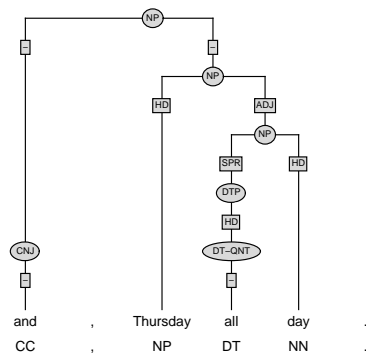 NP
– –
NP
HD ADJ
NP
SPR HD
DTP
HD
CNJ DT–QNT
– –
and , Thursday all day .
CC , NP DT NN .